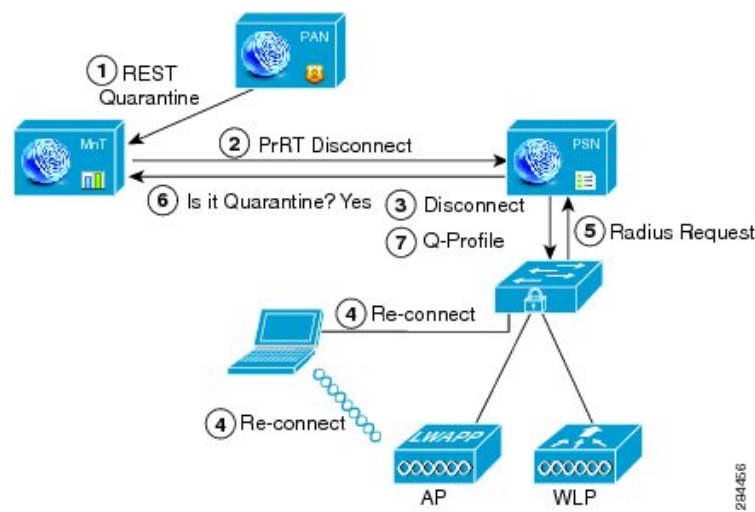 PAN
① REST
Quarantine
MnT
② PrRT Disconnect
PSN
⑥ Is it Quarantine? Yes
③ Disconnect
⑦ Q-Profile
⑤ Radius Request
④ Re-connect
④ Re-connect
LWAPP
AP
WLP
284456